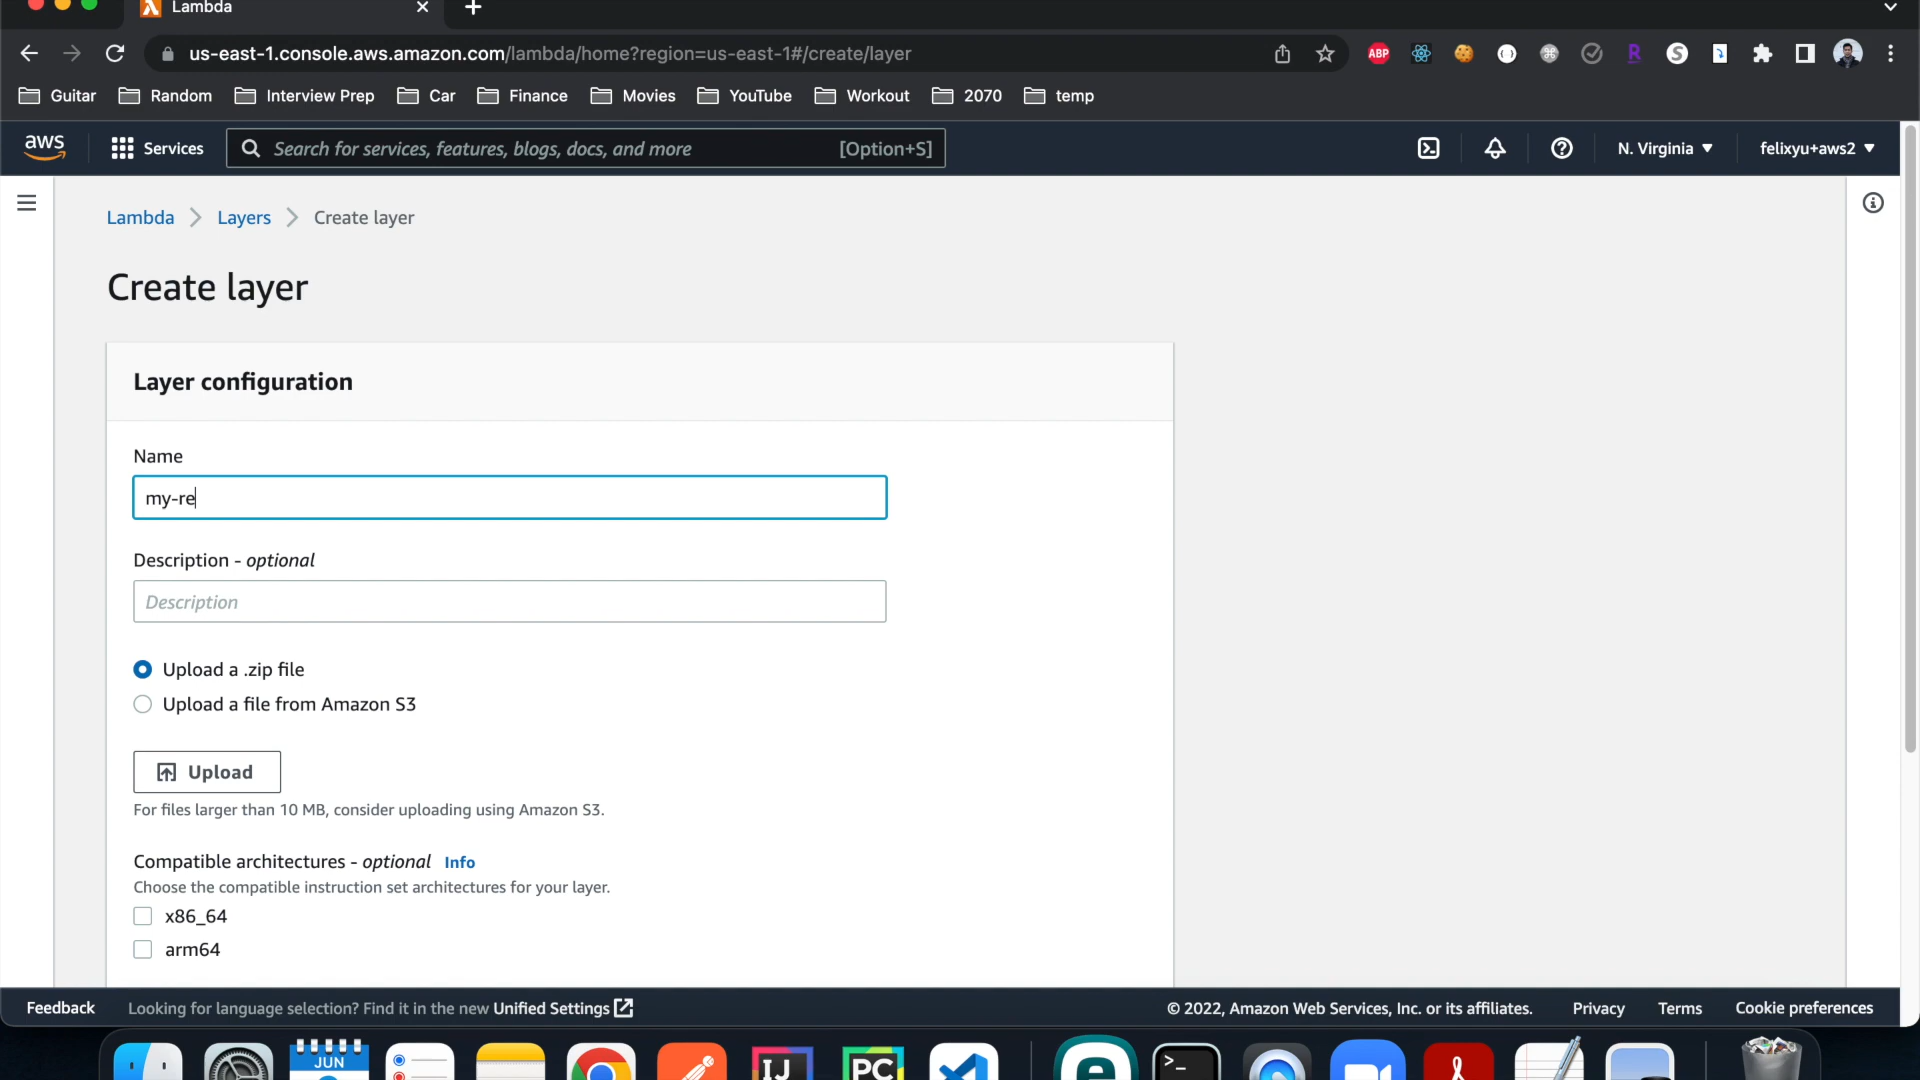 Lambda
us-east-1.console.aws.amazon.com/lambda/home?region=us-east-1#/create/layer
ABP
R
S
Guitar Random Interview Prep Car Finance Movies YouTube Workout 2070 temp
aws Services Search for services, features, blogs, docs, and more [Option+S] N. Virginia felixyu+aws2
Lambda Layers Create layer
Create layer
Layer configuration
Name
my-re
Description - optional
Description
Upload a .zip file
Upload a file from Amazon S3
Upload
For files larger than 10 MB, consider uploading using Amazon S3.
Compatible architectures - optional Info
Choose the compatible instruction set architectures for your layer.
x86_64
arm64
Feedback Looking for language selection? Find it in the new Unified Settings © 2022, Amazon Web Services, Inc. or its affiliates. Privacy Terms Cookie preferences
JUN
IJ
PC